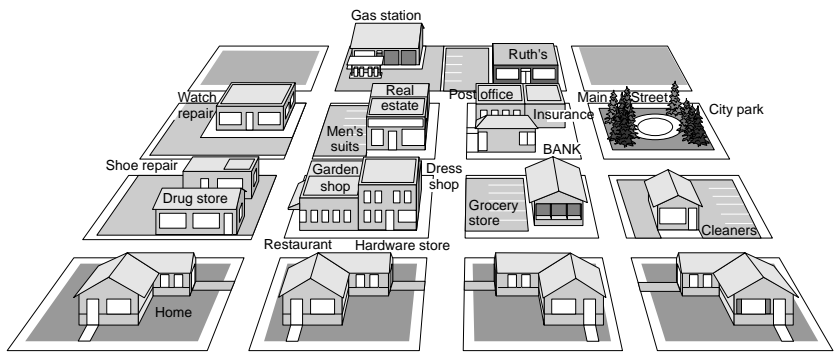 Gas station
Ruth's
Watch
repair
Real
estate
Men's
suits
Post office
Insurance
Main Street
City park
Shoe repair
Drug store
Garden
shop
Dress
shop
BANK
Grocery
store
Cleaners
Restaurant
Hardware store
Home